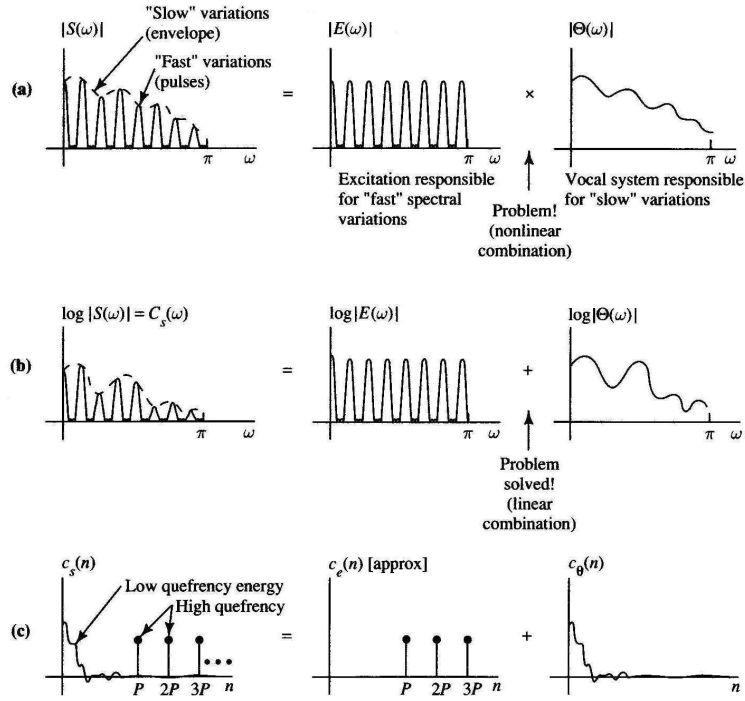 |S(ω)|
"Slow" variations
(envelope)
"Fast" variations
(pulses)
(a)
π ω
=
|E(ω)|
π ω
Excitation responsible
for "fast" spectral
variations
×
Problem!
(nonlinear
combination)
|Θ(ω)|
π ω
Vocal system responsible
for "slow" variations
(b)
log |S(ω)| = C_s(ω)
π ω
=
log|E(ω)|
π ω
+
Problem
solved!
(linear
combination)
log|Θ(ω)|
π ω
(c)
c_s(n)
Low quefrency energy
High quefrency
P 2P 3P n
=
c_e(n) [approx]
P 2P 3P n
+
c_θ(n)
n